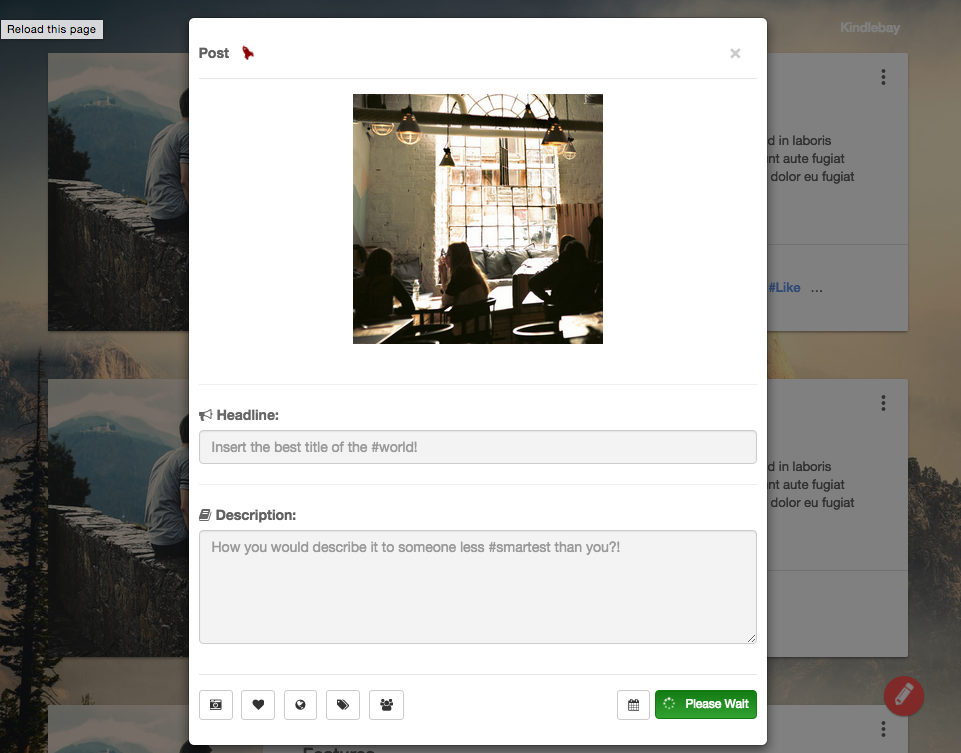 Reload this page
Kindlebay
Post
×
d in laboris
nt aute fugiat
dolor eu fugiat
#Like ...
Headline:
Insert the best title of the #world!
d in laboris
nt aute fugiat
dolor eu fugiat
Description:
How you would describe it to someone less #smartest than you?!
Please Wait
Features